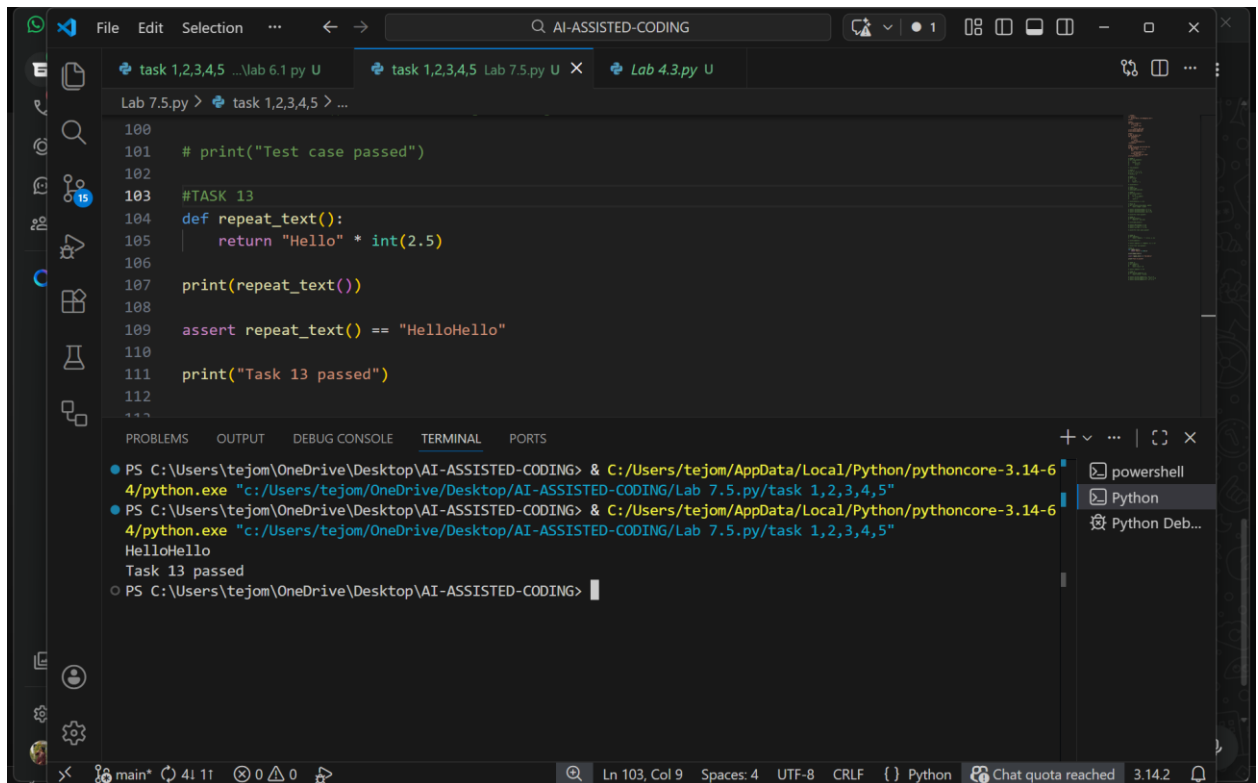 File Edit Selection ··· AI-ASSISTED-CODING 1
task 1,2,3,4,5 ...\lab 6.1 py U task 1,2,3,4,5 Lab 7.5.py U Lab 4.3.py U
Lab 7.5.py > task 1,2,3,4,5 > ...
100
101 # print("Test case passed")
102
103 #TASK 13
104 def repeat_text():
105 return "Hello" * int(2.5)
106
107 print(repeat_text())
108
109 assert repeat_text() == "HelloHello"
110
111 print("Task 13 passed")
112
113
15
PROBLEMS OUTPUT DEBUG CONSOLE TERMINAL PORTS
PS C:\Users\tejom\OneDrive\Desktop\AI-ASSISTED-CODING> & C:/Users/tejom/AppData/Local/Python/pythoncore-3.14-6
4/python.exe "c:/Users/tejom/OneDrive/Desktop/AI-ASSISTED-CODING/Lab 7.5.py/task 1,2,3,4,5"
PS C:\Users\tejom\OneDrive\Desktop\AI-ASSISTED-CODING> & C:/Users/tejom/AppData/Local/Python/pythoncore-3.14-6
4/python.exe "c:/Users/tejom/OneDrive/Desktop/AI-ASSISTED-CODING/Lab 7.5.py/task 1,2,3,4,5"
HelloHello
Task 13 passed
PS C:\Users\tejom\OneDrive\Desktop\AI-ASSISTED-CODING>
powershell
Python
Python Deb...
main* 4↓ 1↑ 0 0 Ln 103, Col 9 Spaces: 4 UTF-8 CRLF { } Python Chat quota reached 3.14.2